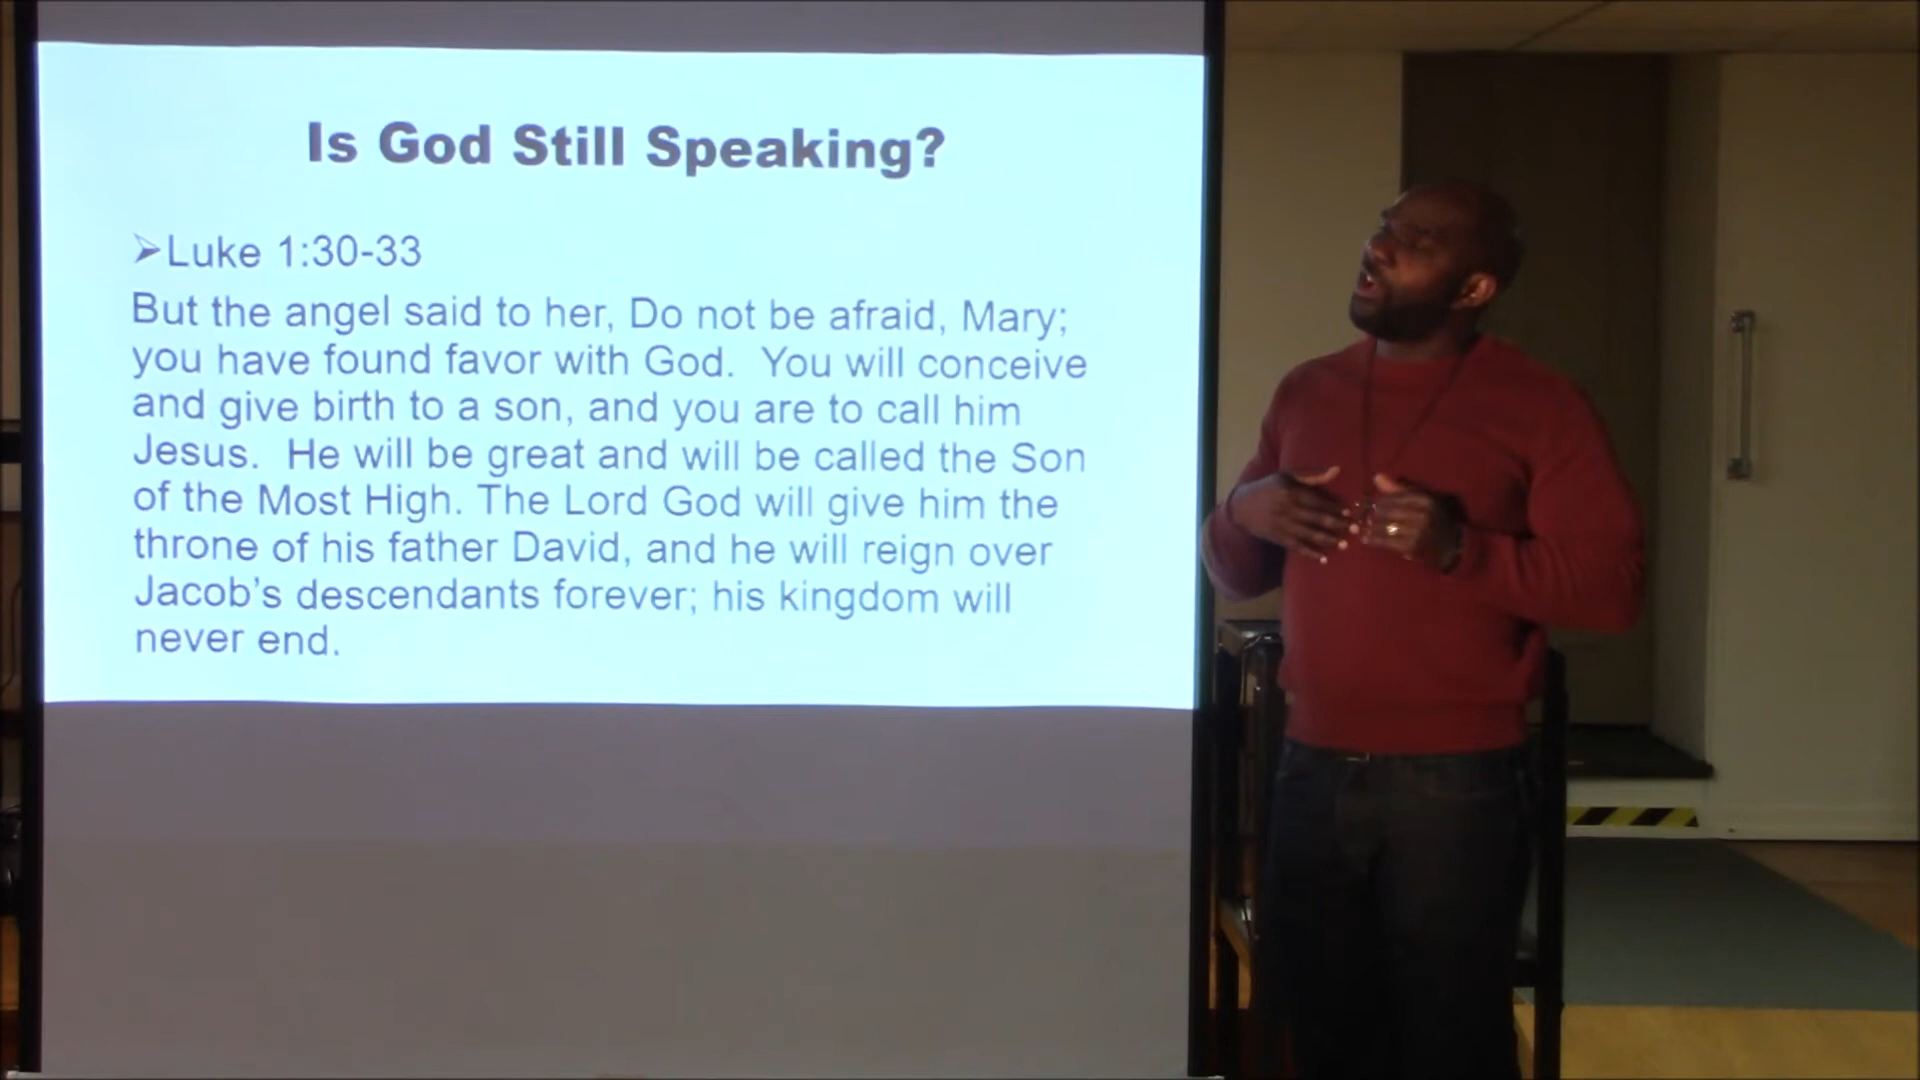 Is God Still Speaking?
➢Luke 1:30-33
But the angel said to her, Do not be afraid, Mary;
you have found favor with God.  You will conceive
and give birth to a son, and you are to call him
Jesus.  He will be great and will be called the Son
of the Most High. The Lord God will give him the
throne of his father David, and he will reign over
Jacob’s descendants forever; his kingdom will
never end.